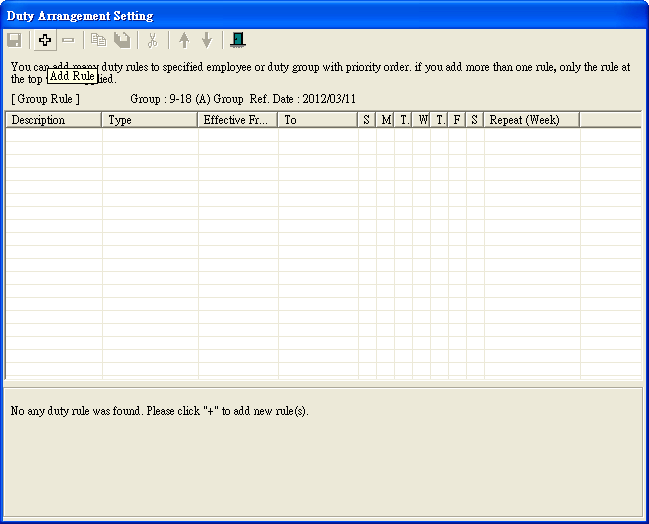 Duty Arrangement Setting
You can add many duty rules to specified employee or duty group with priority order. if you add more than one rule, only the rule at
the top applied.
Add Rule
[ Group Rule ] Group : 9-18 (A) Group Ref. Date : 2012/03/11
Description Type Effective Fr... To S M T. W T. F S Repeat (Week)
No any duty rule was found. Please click "+" to add new rule(s).